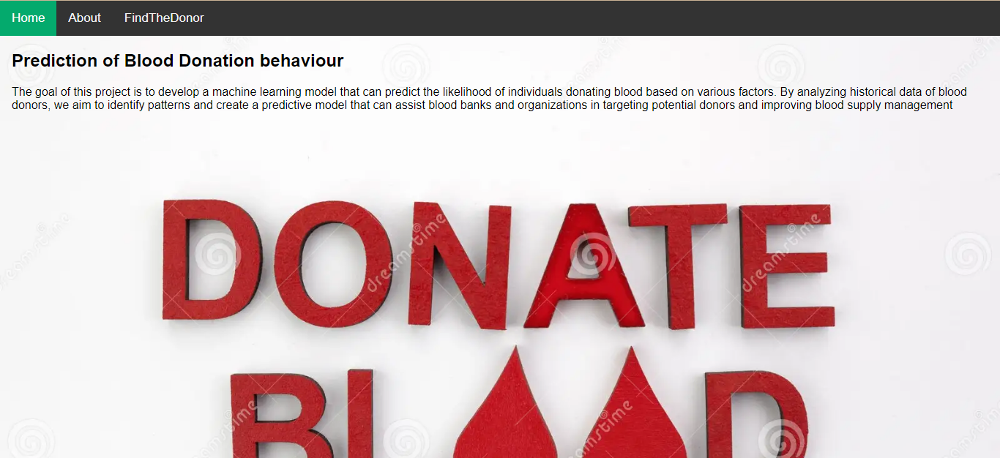 Home About FindTheDonor
Prediction of Blood Donation behaviour
The goal of this project is to develop a machine learning model that can predict the likelihood of individuals donating blood based on various factors. By analyzing historical data of blood
donors, we aim to identify patterns and create a predictive model that can assist blood banks and organizations in targeting potential donors and improving blood supply management
DONATE
dreamstime
dreamstime
BL D